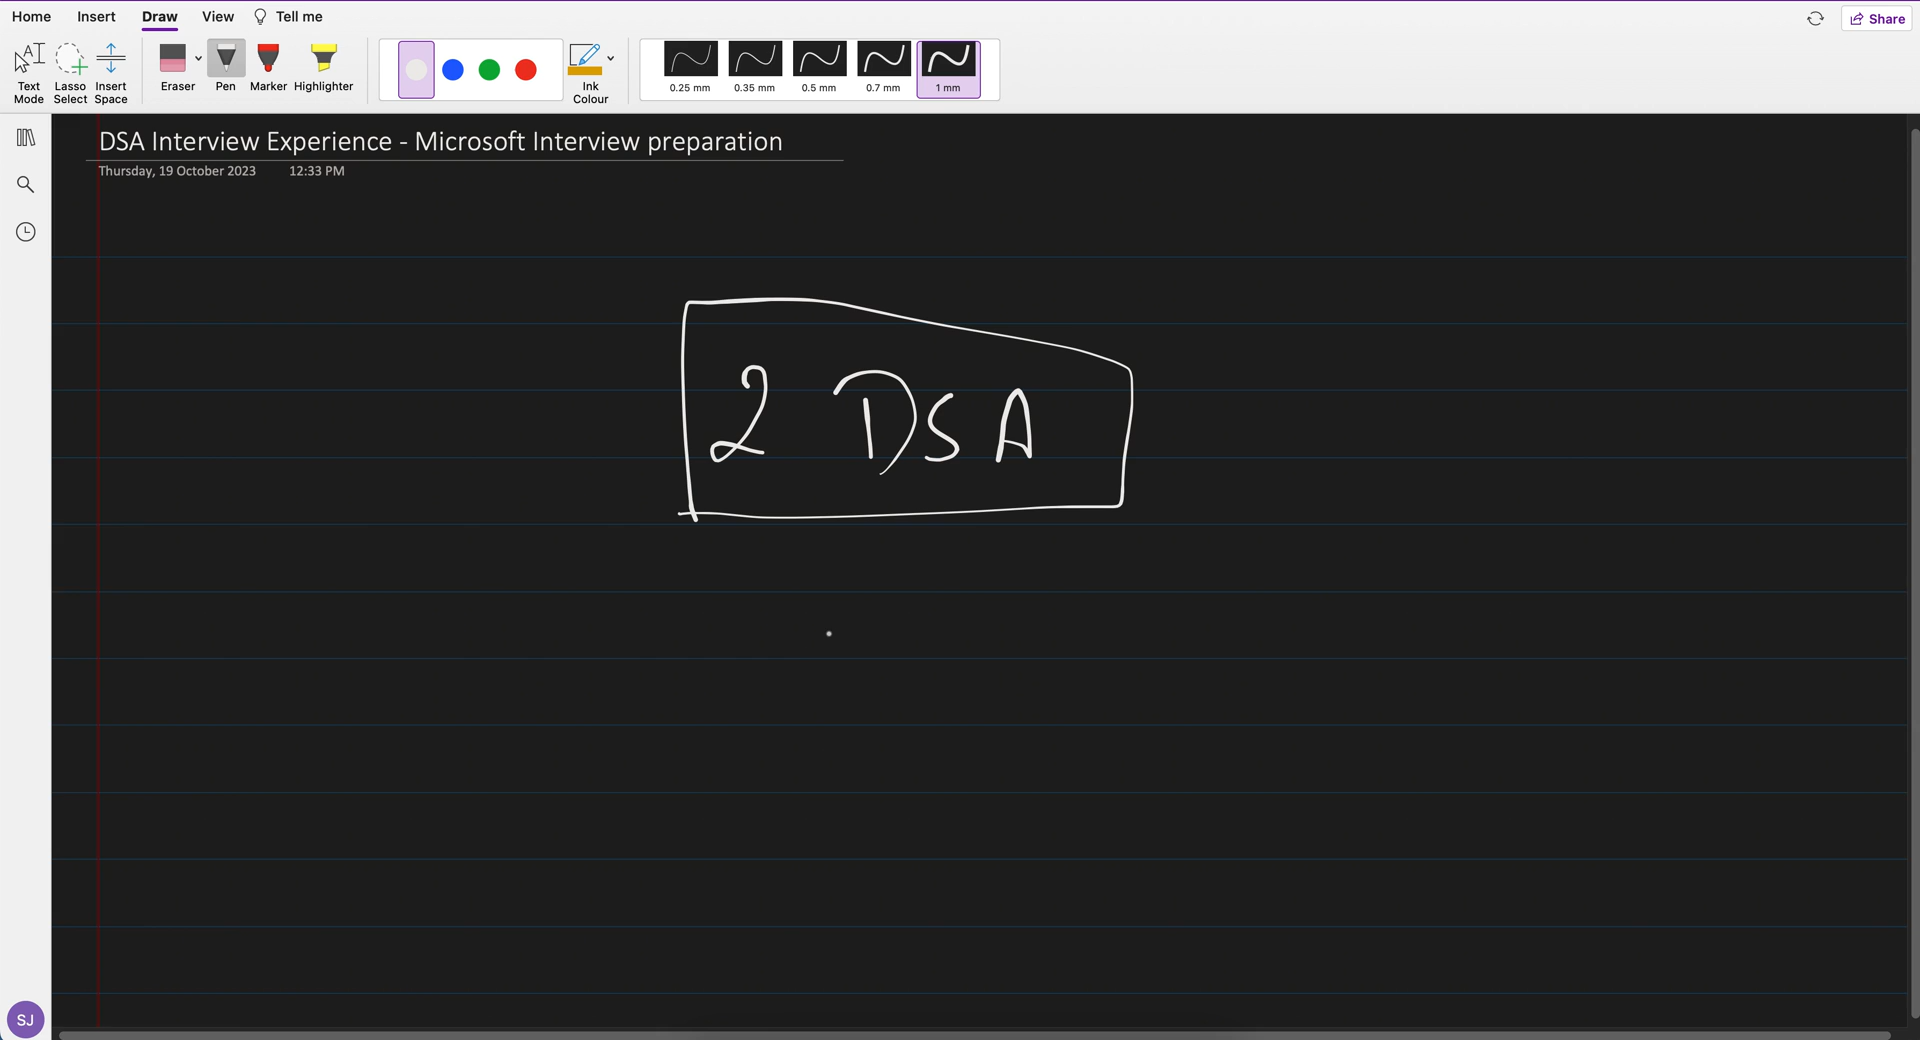 Home Insert Draw View Tell me
Share
Text Mode
Lasso Select
Insert Space
Eraser
Pen
Marker
Highlighter
Ink Colour
0.25 mm
0.35 mm
0.5 mm
0.7 mm
1 mm
DSA Interview Experience - Microsoft Interview preparation
Thursday, 19 October 2023 12:33 PM
2 DSA
SJ